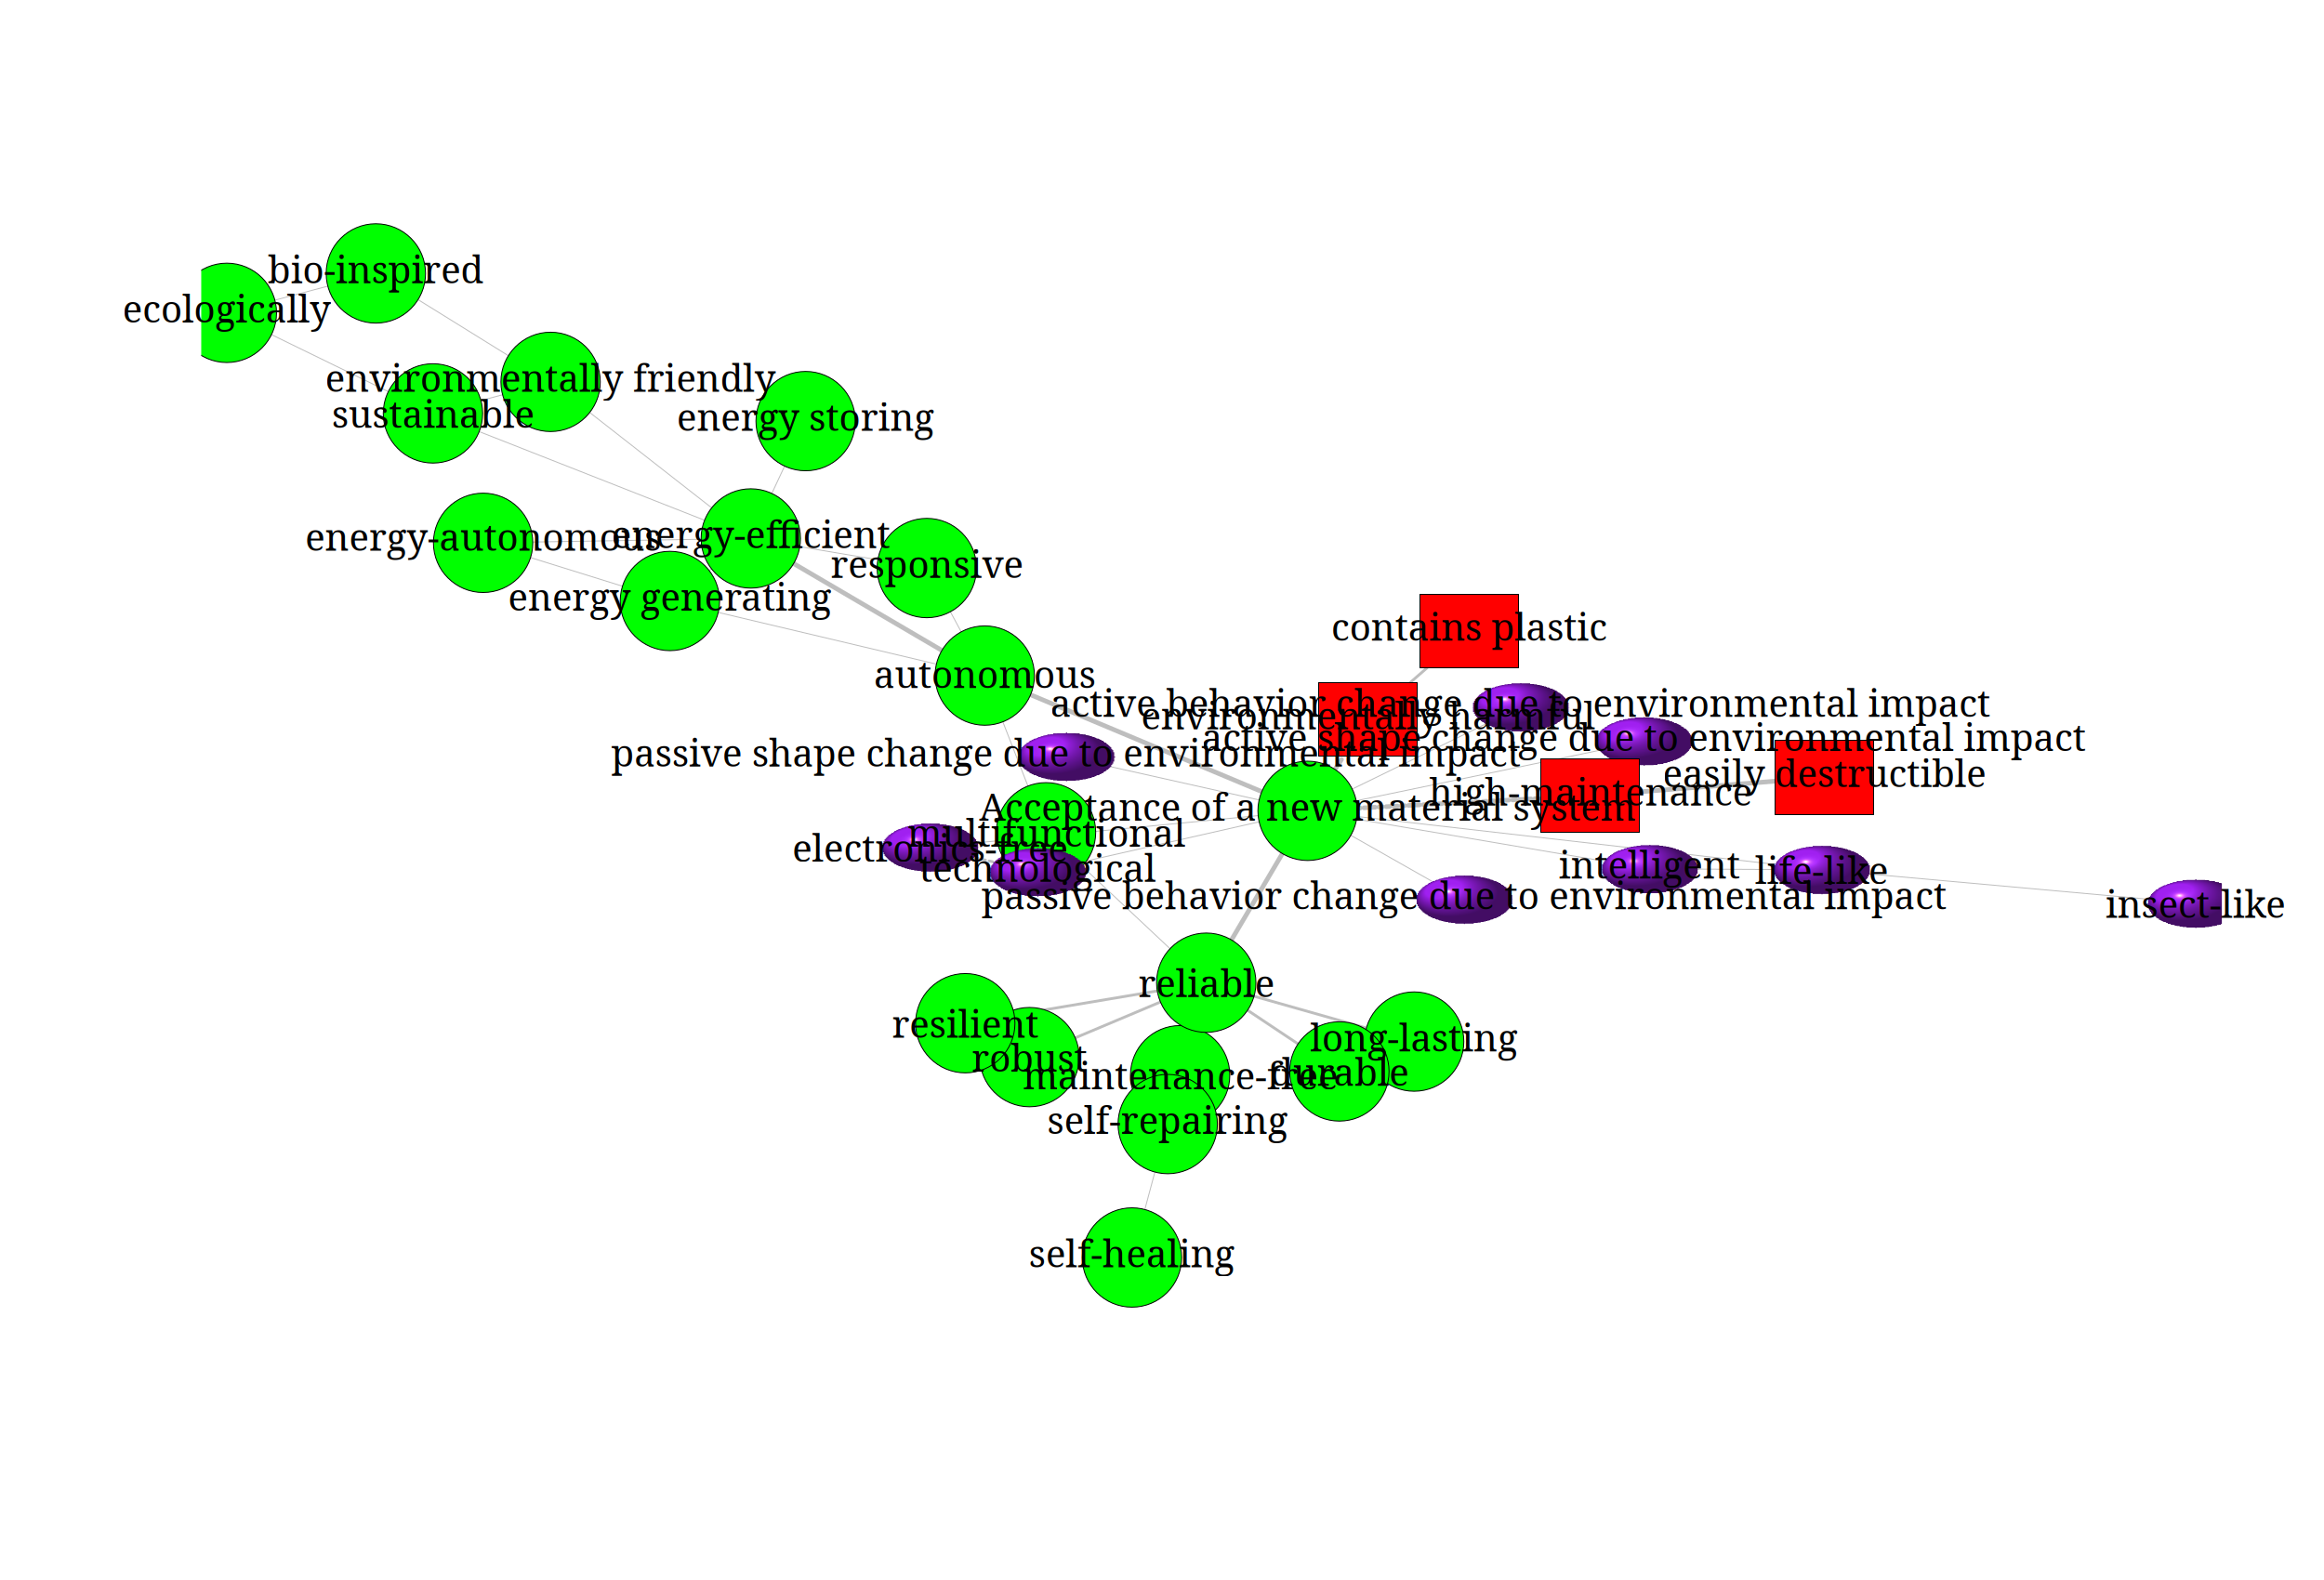 bio-inspired
ecologically
environmentally friendly
sustainable
energy storing
energy-autonomous
energy-efficient
responsive
energy generating
contains plastic
autonomous
active behavior change due to environmental impact
environmentally harmful
active shape change due to environmental impact
passive shape change due to environmental impact
easily destructible
high-maintenance
Acceptance of a new material system
multifunctional
electronics-free
technological
intelligent
life-like
passive behavior change due to environmental impact
insect-like
reliable
resilient
long-lasting
robust
durable
maintenance-free
self-repairing
self-healing